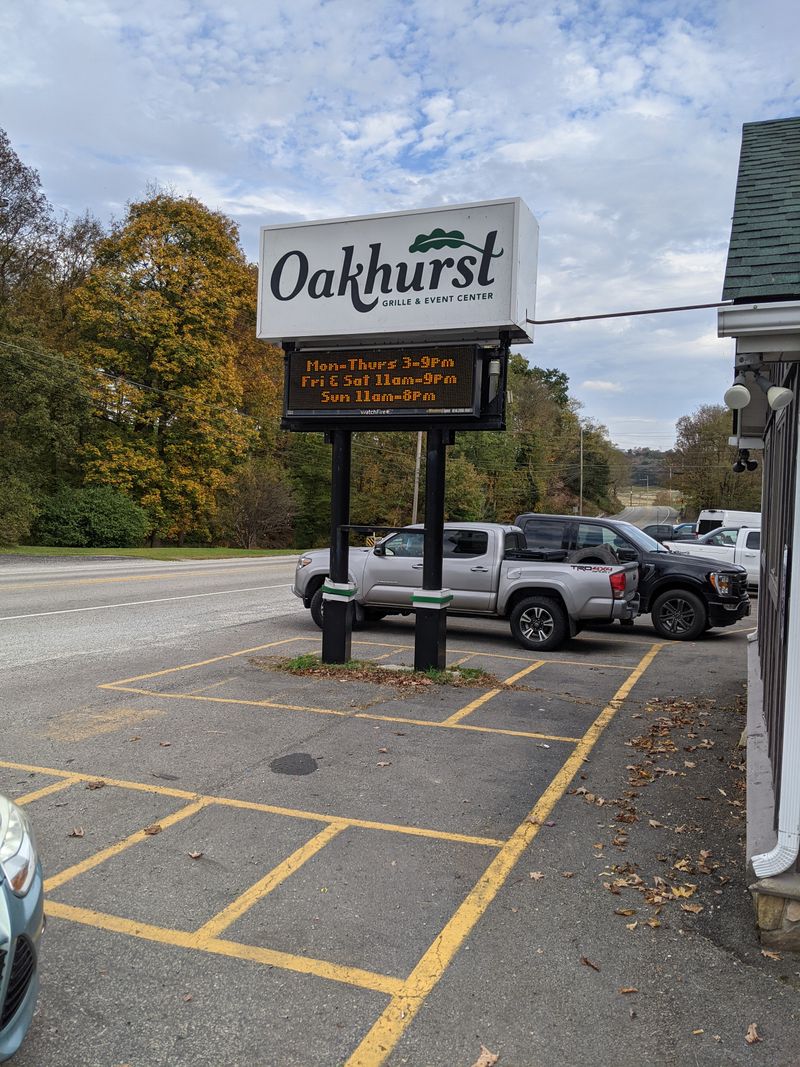 Oakhurst
GRILLE & EVENT CENTER
Mon-Thurs 3-9pm
Fri & Sat 11am-9pm
Sun 11am-8pm
watchfire
TRD 4x4